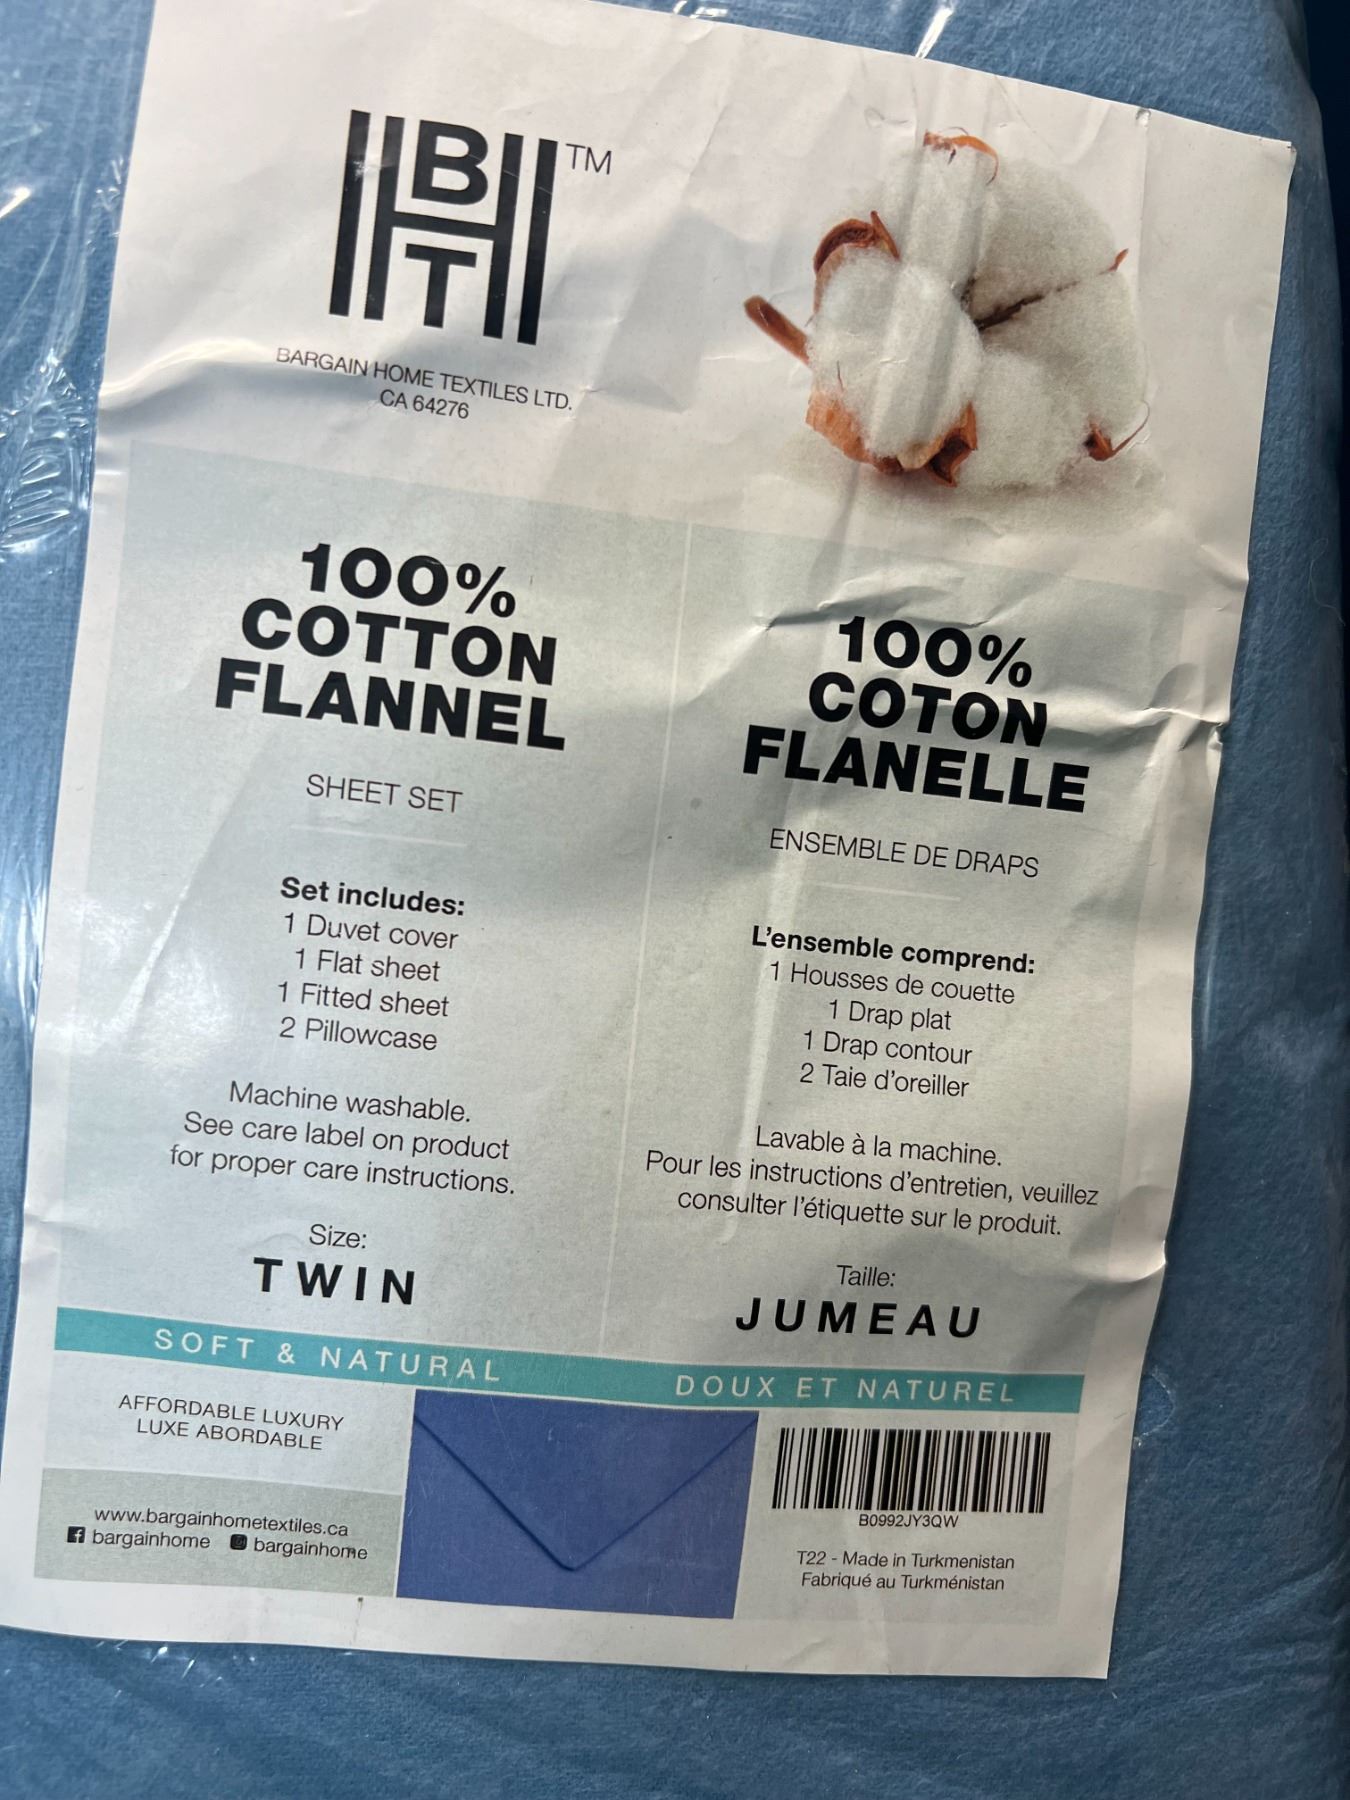 BHT™
BARGAIN HOME TEXTILES LTD.
CA 64276
100%
COTTON
FLANNEL
SHEET SET
Set includes:
1 Duvet cover
1 Flat sheet
1 Fitted sheet
2 Pillowcase
Machine washable.
See care label on product
for proper care instructions.
Size:
TWIN
SOFT & NATURAL
100%
COTON
FLANELLE
ENSEMBLE DE DRAPS
L'ensemble comprend:
1 Housses de couette
1 Drap plat
1 Drap contour
2 Taie d'oreiller
Lavable à la machine.
Pour les instructions d'entretien, veuillez
consulter l'étiquette sur le produit.
Taille:
JUMEAU
DOUX ET NATUREL
AFFORDABLE LUXURY
LUXE ABORDABLE
www.bargainhometextiles.ca
bargainhome bargainhome
B0992JY3QW
T22 - Made in Turkmenistan
Fabriqué au Turkménistan